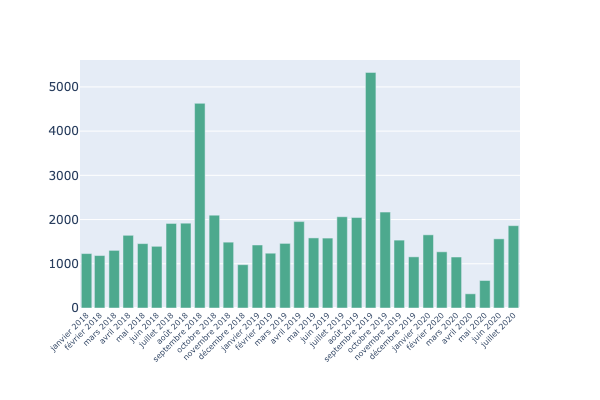 5000
4000
3000
2000
1000
0
janvier 2018
février 2018
mars 2018
avril 2018
mai 2018
juin 2018
juillet 2018
août 2018
septembre 2018
octobre 2018
novembre 2018
décembre 2018
janvier 2019
février 2019
mars 2019
avril 2019
mai 2019
juin 2019
juillet 2019
août 2019
septembre 2019
octobre 2019
novembre 2019
décembre 2019
janvier 2020
février 2020
mars 2020
avril 2020
mai 2020
juin 2020
juillet 2020